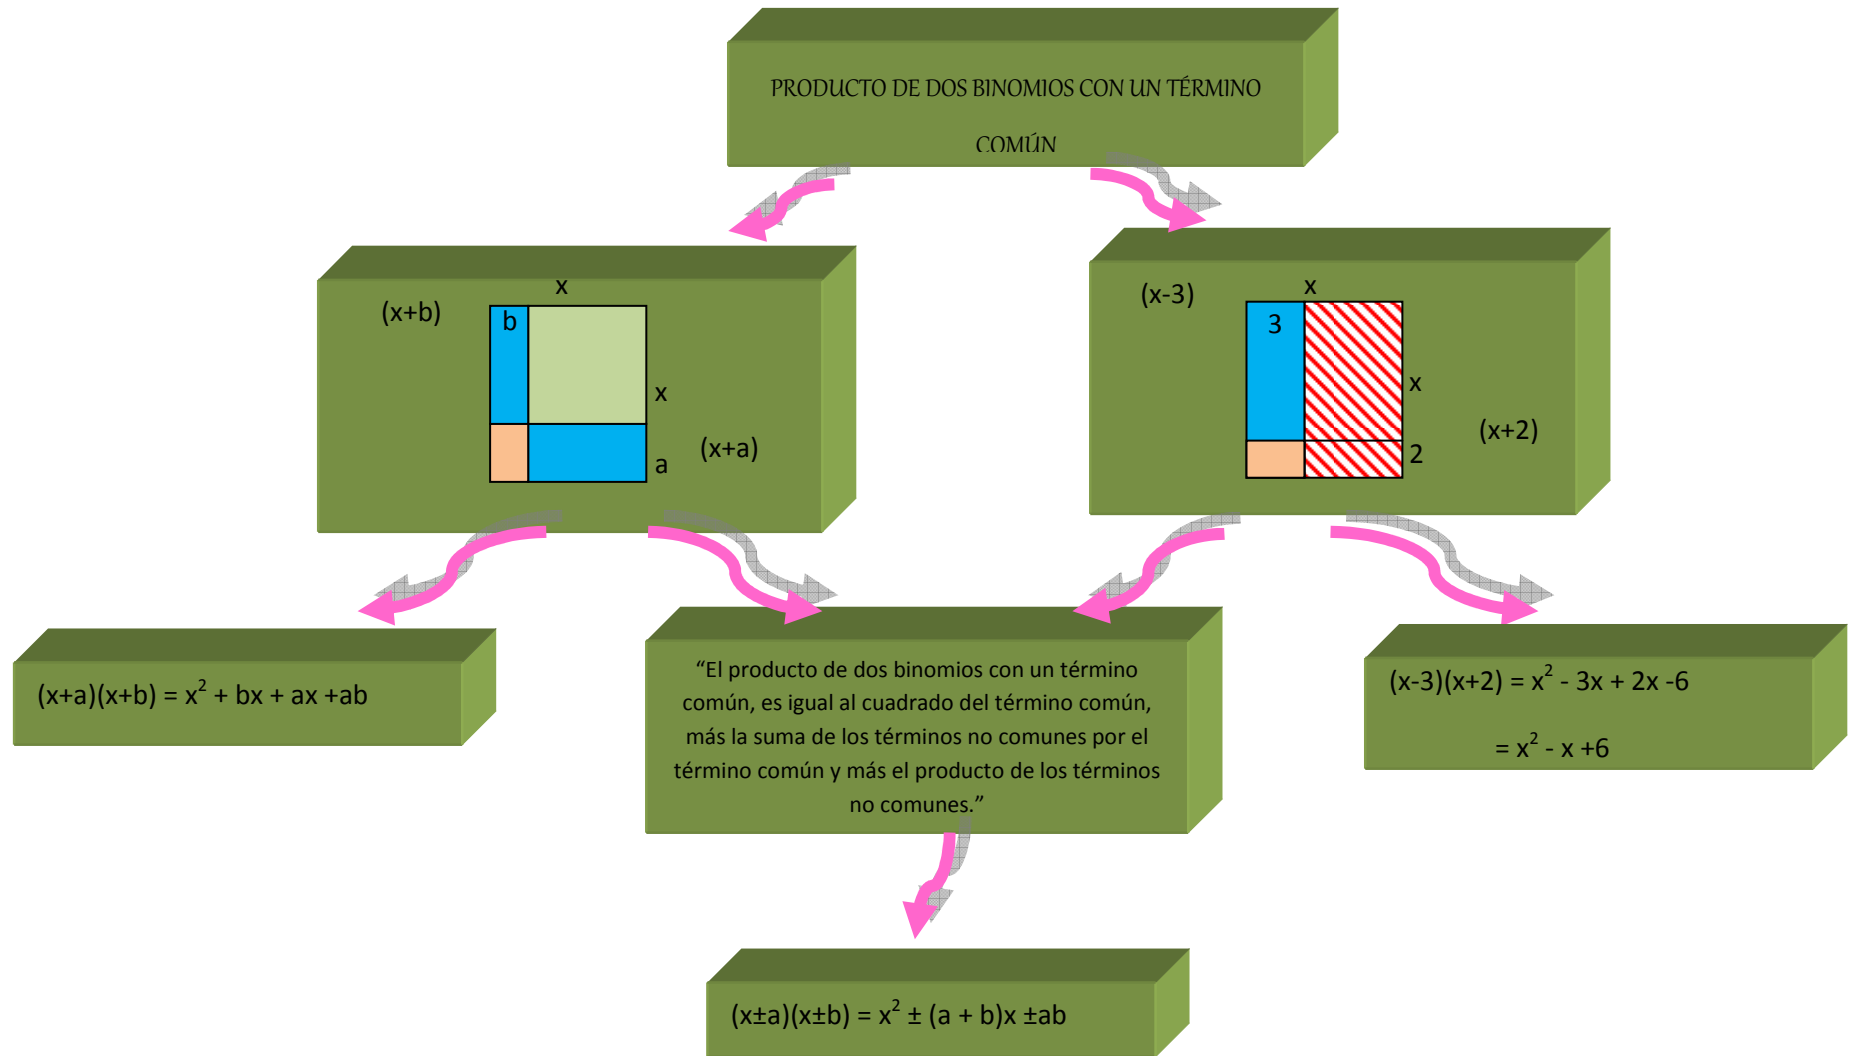 PRODUCTO DE DOS BINOMIOS CON UN TÉRMINO
COMÚN
(x+b)
x
b
x
a
(x+a)
(x-3)
x
3
x
2
(x+2)
(x+a)(x+b) = x² + bx + ax +ab
“El producto de dos binomios con un término
común, es igual al cuadrado del término común,
más la suma de los términos no comunes por el
término común y más el producto de los términos
no comunes.”
(x-3)(x+2) = x² - 3x + 2x -6
= x² - x +6
(x±a)(x±b) = x² ± (a + b)x ±ab